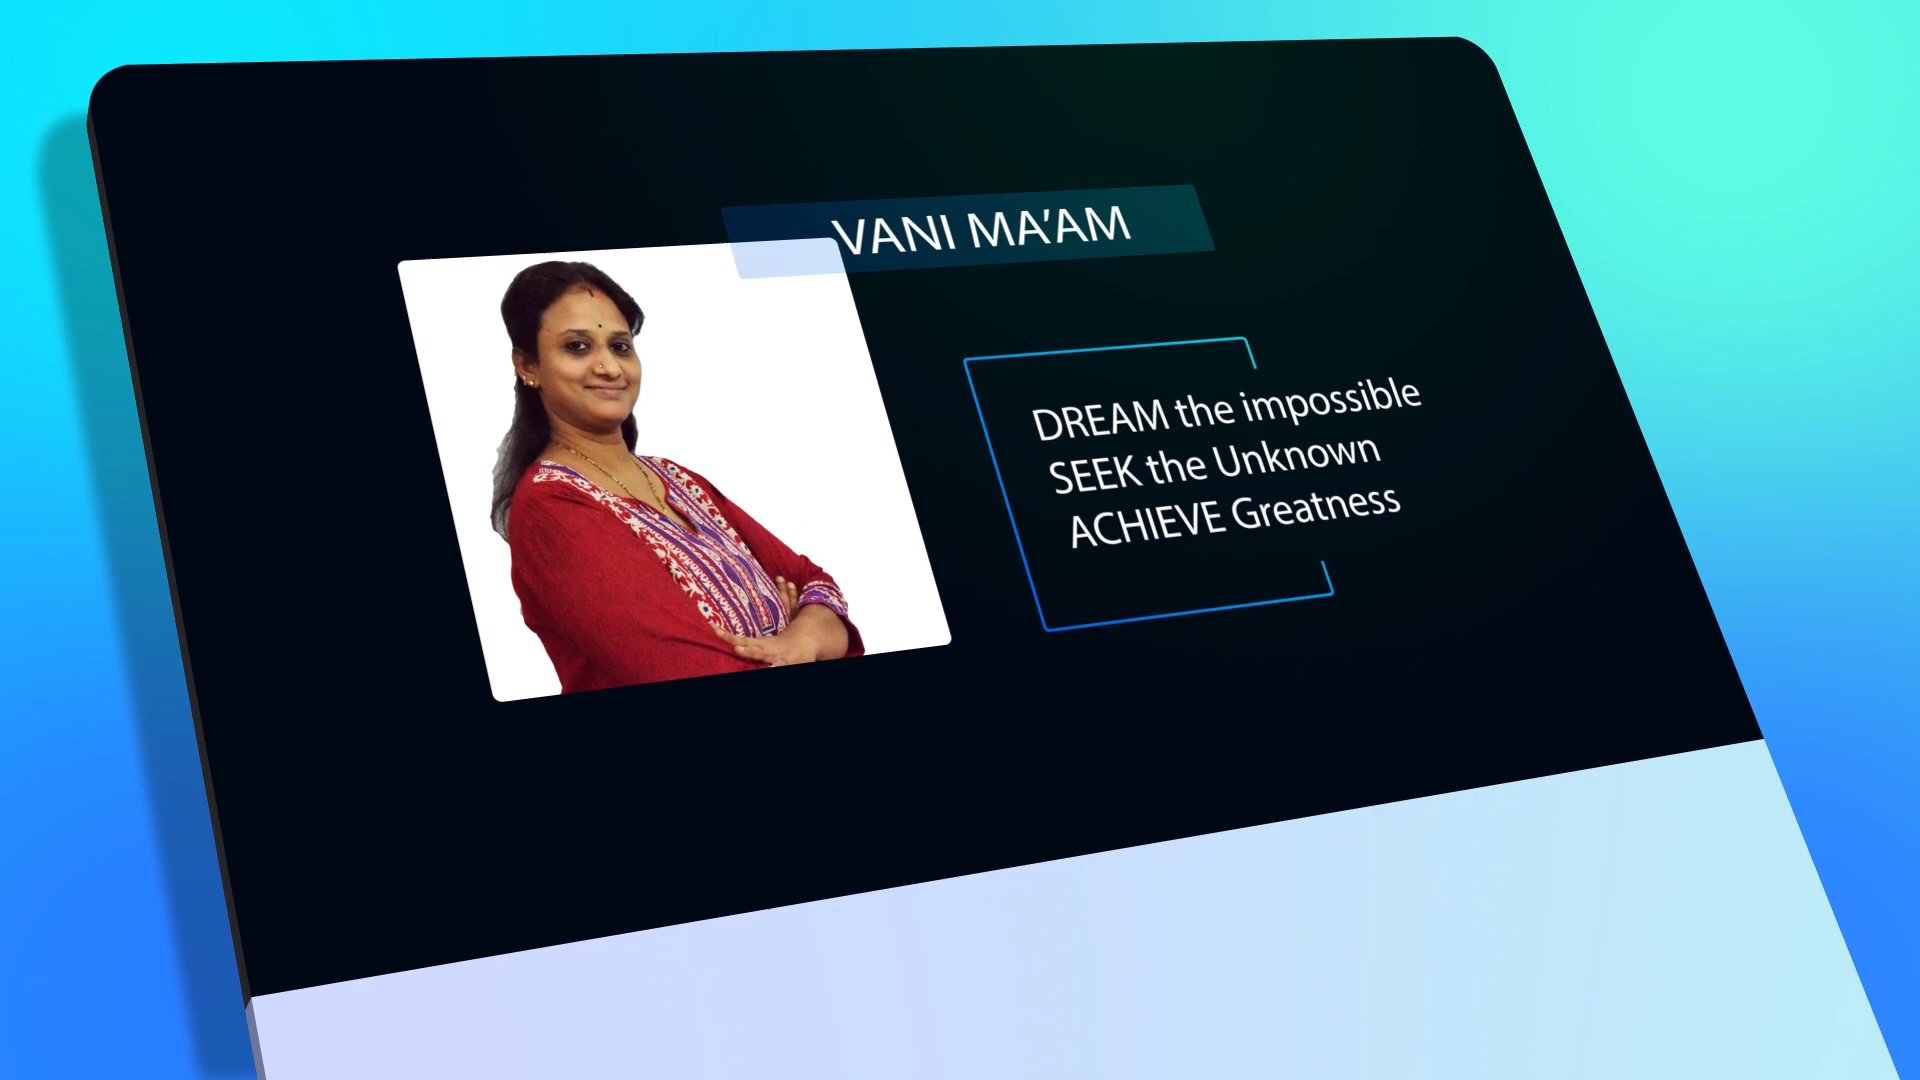 VANI MA'AM
DREAM the impossible
SEEK the Unknown
ACHIEVE Greatness